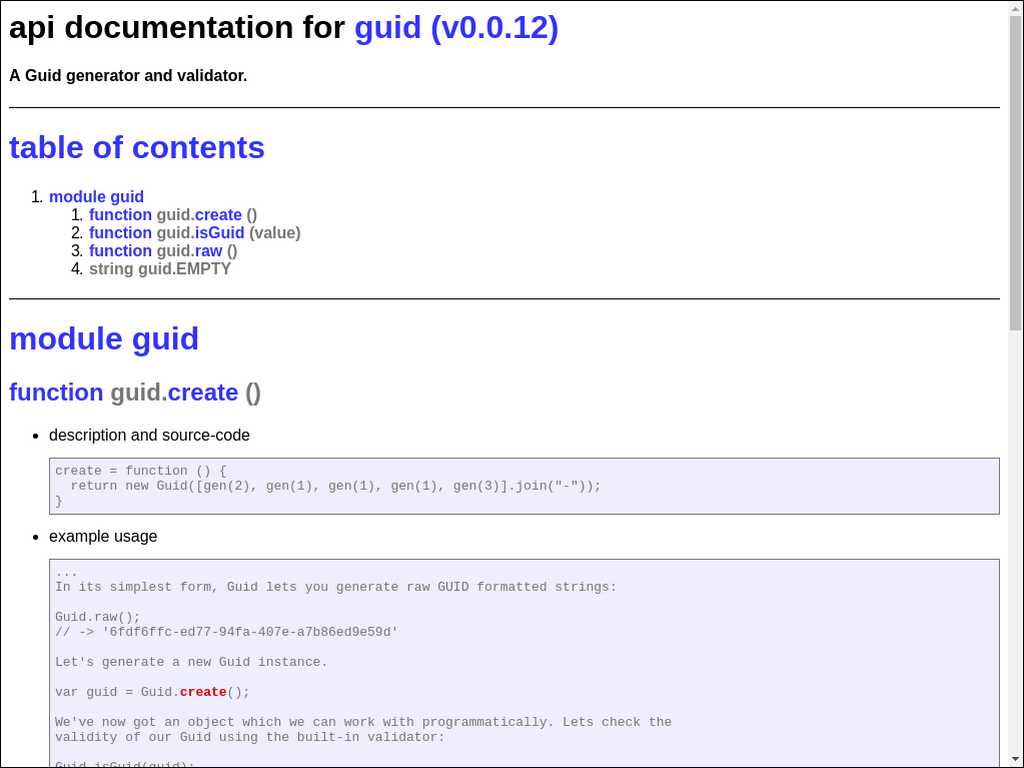 api documentation for guid (v0.0.12)
A Guid generator and validator.
table of contents
1. module guid
1. function guid.create ()
2. function guid.isGuid (value)
3. function guid.raw ()
4. string guid.EMPTY
module guid
function guid.create ()
• description and source-code
create = function () {
  return new Guid([gen(2), gen(1), gen(1), gen(1), gen(3)].join("-"));
}
• example usage
...
In its simplest form, Guid lets you generate raw GUID formatted strings:
Guid.raw();
// -> '6fdf6ffc-ed77-94fa-407e-a7b86ed9e59d'
Let's generate a new Guid instance.
var guid = Guid.create();
We've now got an object which we can work with programmatically. Lets check the
validity of our Guid using the built-in validator:
Guid.isGuid(guid);